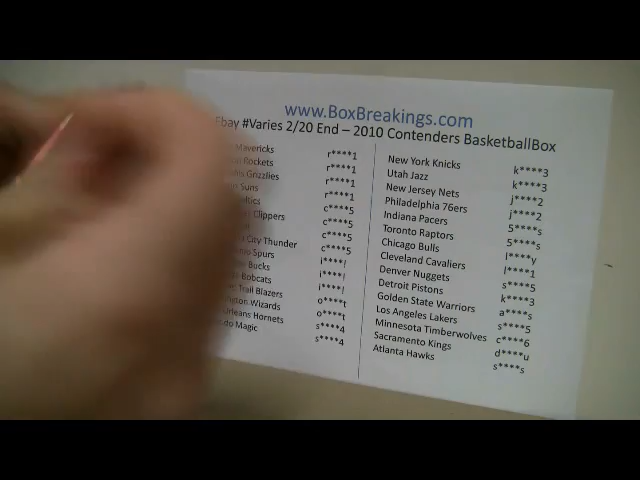 www.BoxBreakings.com
Ebay #Varies 2/20 End – 2010 Contenders BasketballBox
Mavericks r****1
Rockets r****1
Grizzlies r****1
Suns r****1
c****5
Clippers c****5
c****5
City Thunder i****!
Spurs i****!
Bucks i****!
Bobcats o****t
Trail Blazers o****t
Wizards s****4
Hornets s****4
Magic
New York Knicks k****3
Utah Jazz k****3
New Jersey Nets j****2
Philadelphia 76ers j****2
Indiana Pacers 5****s
Toronto Raptors 5****s
Chicago Bulls l****y
Cleveland Cavaliers l****1
Denver Nuggets s****5
Detroit Pistons k****3
Golden State Warriors a****s
Los Angeles Lakers s****5
Minnesota Timberwolves c****6
Sacramento Kings d****u
Atlanta Hawks s****s